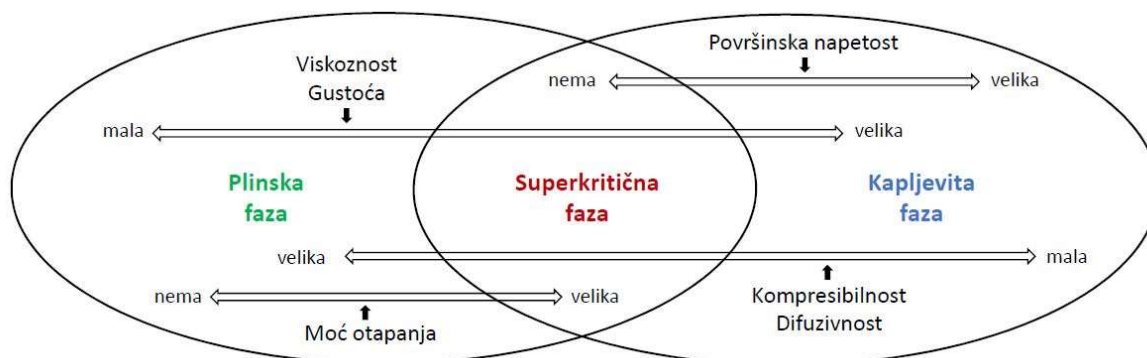 Površinska napetost
Viskoznost
Gustoća
nema
velika
mala
velika
Plinska
faza
Superkritična
faza
Kapljevita
faza
velika
mala
nema
velika
Moć otapanja
Kompresibilnost
Difuzivnost